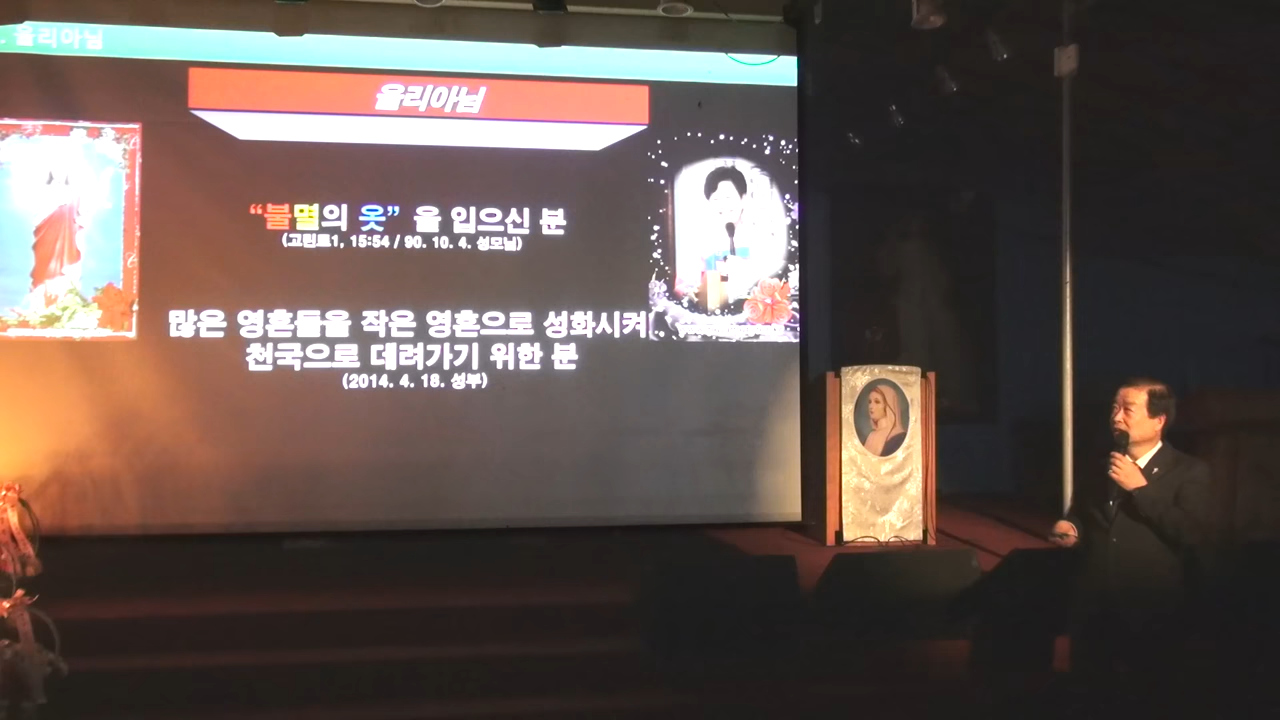 . 율리아님
율리아님
“불멸의 옷” 을 입으신 분
(고린토1, 15:54 / 90. 10. 4. 성모님)
많은 영혼들을 작은 영혼으로 성화시켜
천국으로 데려가기 위한 분
(2014. 4. 18. 성부)